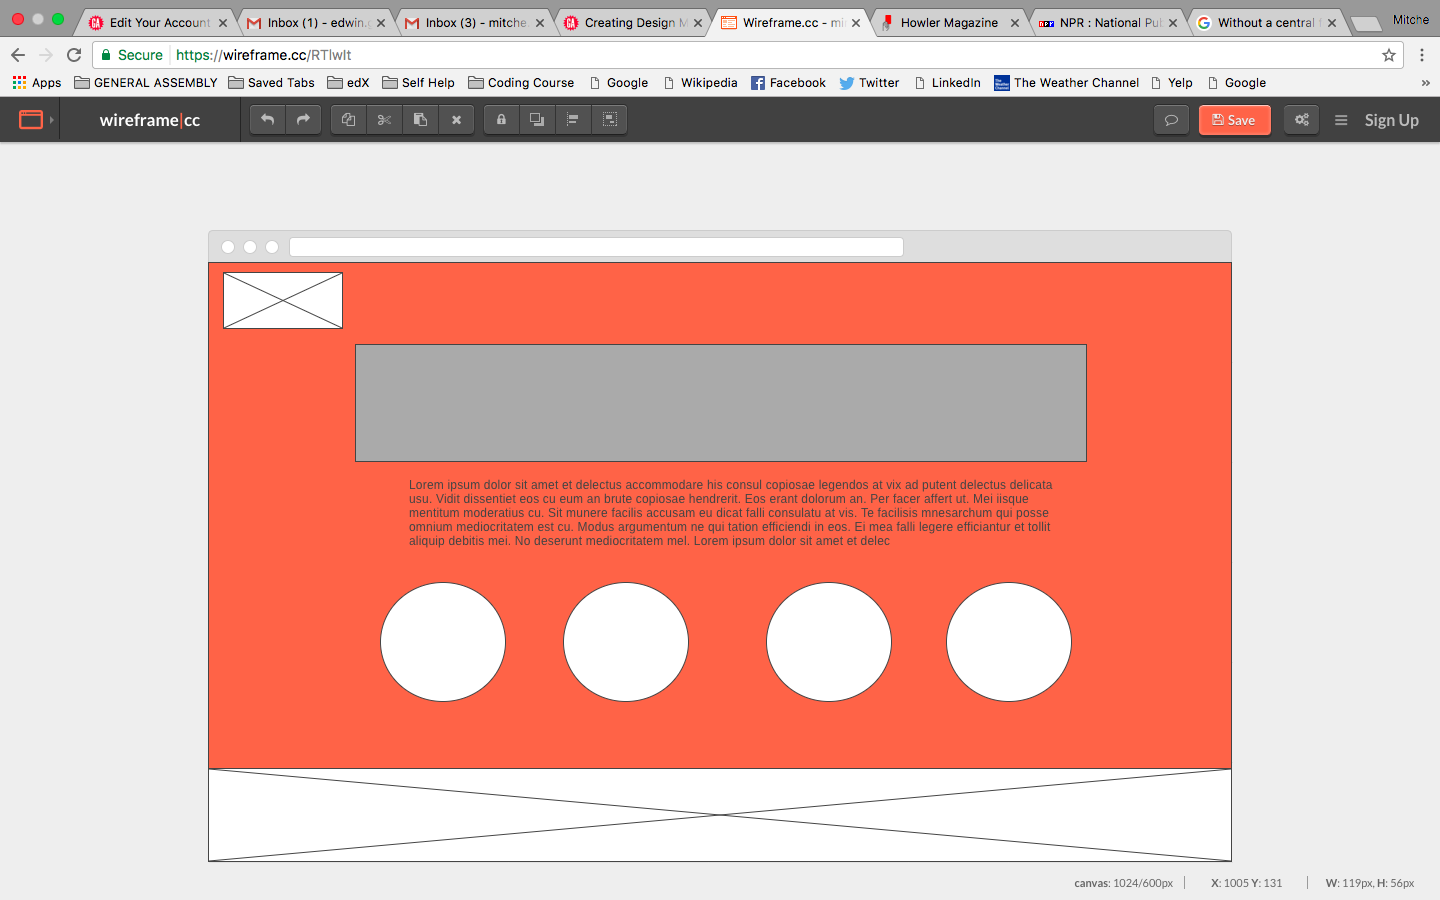 Edit Your Account
Inbox (1) - edwin.
Inbox (3) - mitche
Creating Design M
Wireframe.cc - mi
Howler Magazine
NPR : National Pu
Without a central
Mitche
Secure
https://wireframe.cc/RTlwIt
Apps
GENERAL ASSEMBLY
Saved Tabs
edX
Self Help
Coding Course
Google
Wikipedia
Facebook
Twitter
LinkedIn
The Weather Channel
Yelp
Google
»
wireframe|cc
Save
Sign Up
Lorem ipsum dolor sit amet et delectus accommodare his consul copiosae legendos at vix ad putent delectus delicata
usu. Vidit dissentiet eos cu eum an brute copiosae hendrerit. Eos erant dolorum an. Per facer affert ut. Mei iisque
mentitum moderatius cu. Sit munere facilis accusam eu dicat falli consulatu at vis. Te facilisis mnesarchum qui posse
omnium mediocritatem est cu. Modus argumentum ne qui tation efficiendi in eos. Ei mea falli legere efficiantur et tollit
aliquip debitis mei. No deserunt mediocritatem mel. Lorem ipsum dolor sit amet et delec
canvas: 1024/600px
X: 1005 Y: 131
W: 119px, H: 56px